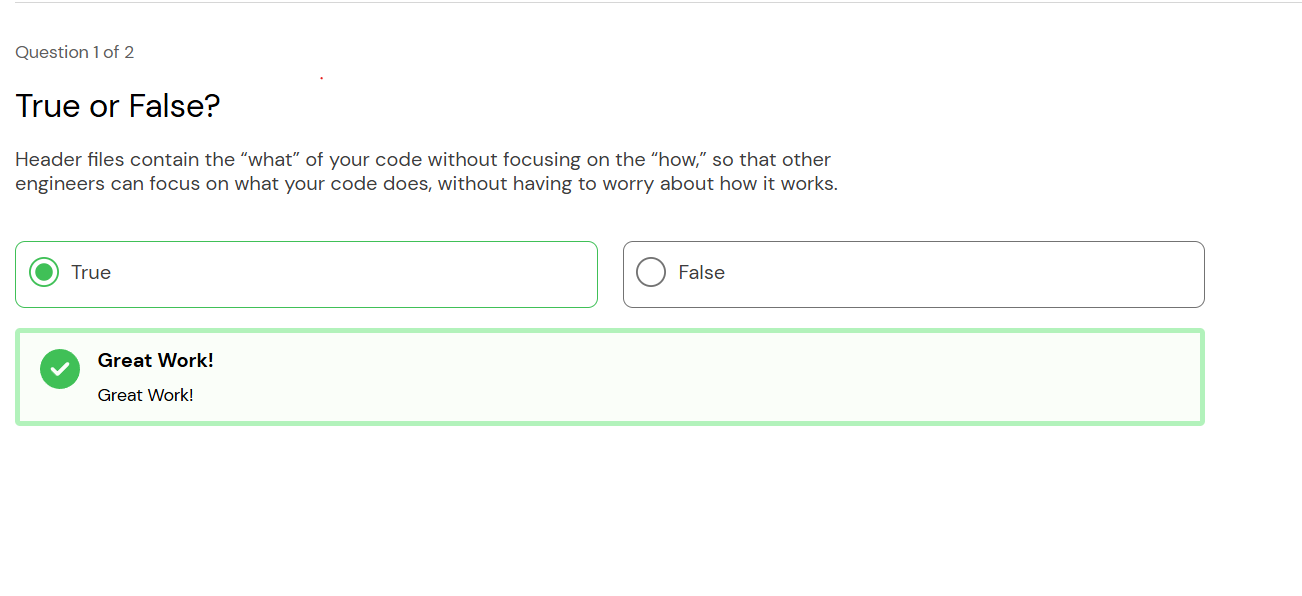 Question 1 of 2
True or False?
Header files contain the “what” of your code without focusing on the “how,” so that other
engineers can focus on what your code does, without having to worry about how it works.
True
False
Great Work!
Great Work!